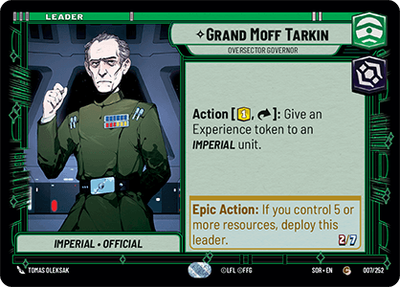 LEADER
GRAND MOFF TARKIN
OVERSECTOR GOVERNOR
Action [1, ]: Give an
Experience token to an
IMPERIAL unit.
Epic Action: If you control 5 or
more resources, deploy this
leader.
2/7
IMPERIAL • OFFICIAL
TOMAS OLEKSAK
©LFL ©FFG
SOR • EN
C
007/252